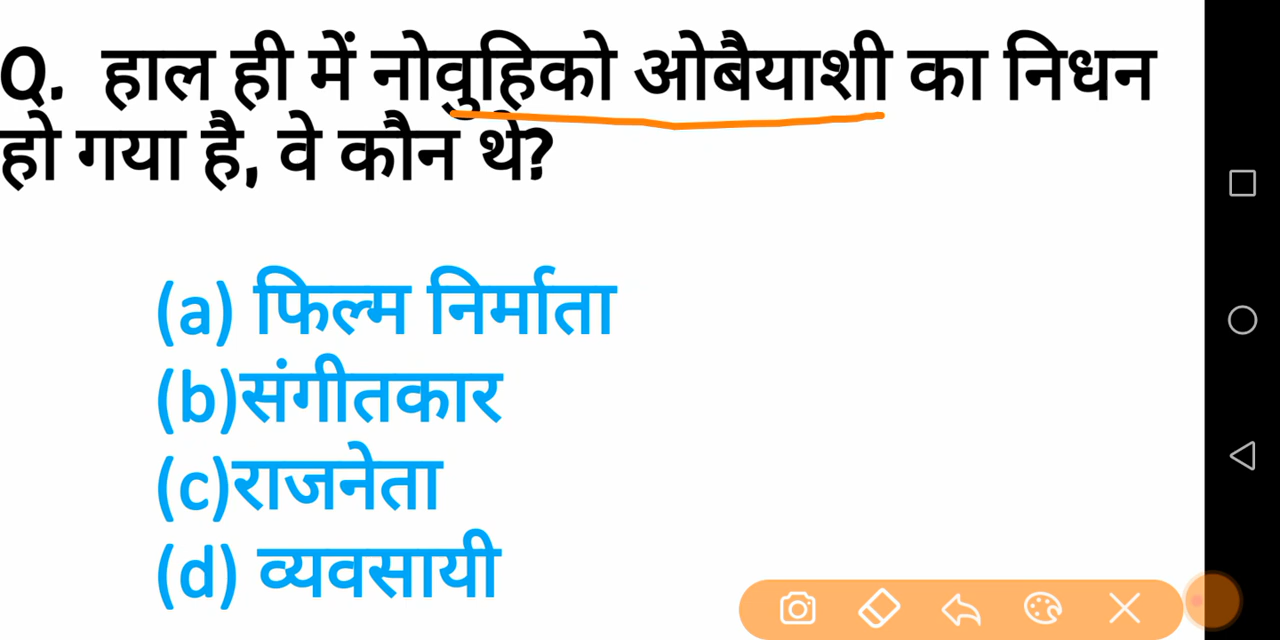 Q. हाल ही में नोवुहिको ओबैयाशी का निधन
हो गया है, वे कौन थे?
(a) फिल्म निर्माता
(b)संगीतकार
(c)राजनेता
(d) व्यवसायी